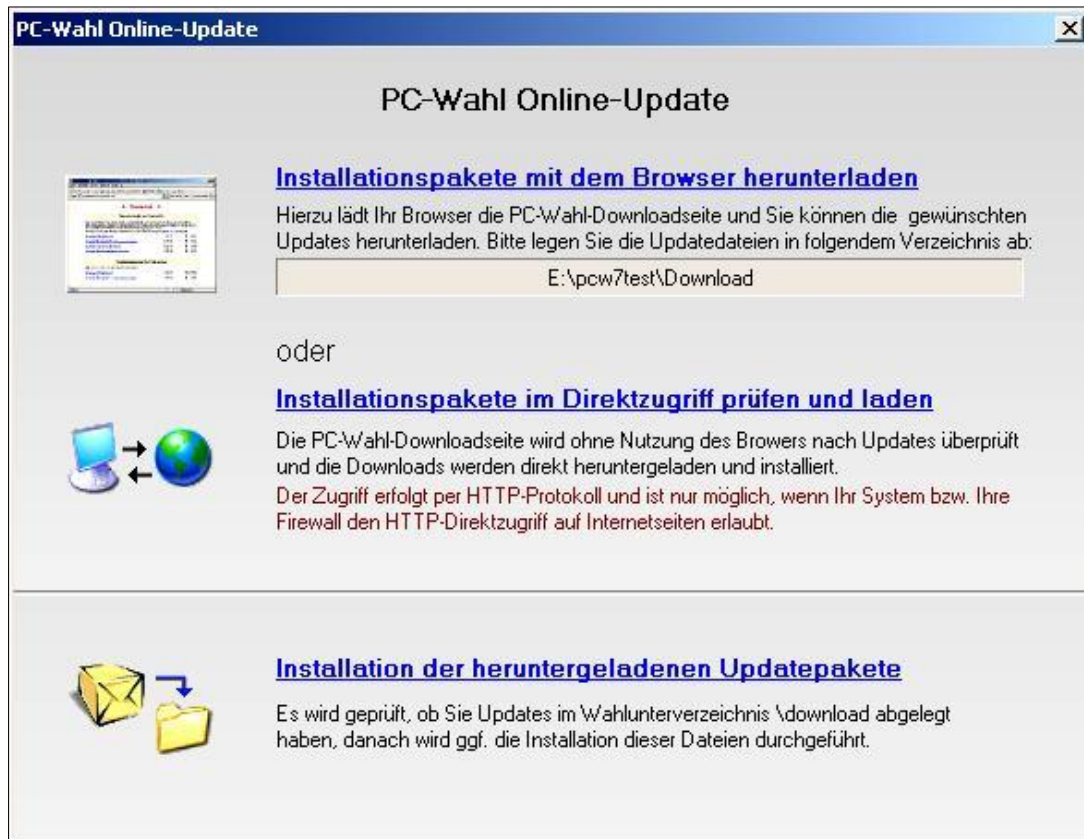 PC-Wahl Online-Update
PC-Wahl Online-Update
Installationspakete mit dem Browser herunterladen
Hierzu lädt Ihr Browser die PC-Wahl-Downloadseite und Sie können die gewünschten
Updates herunterladen. Bitte legen Sie die Updatedateien in folgendem Verzeichnis ab:
E:\pcw7test\Download
oder
Installationspakete im Direktzugriff prüfen und laden
Die PC-Wahl-Downloadseite wird ohne Nutzung des Browers nach Updates überprüft
und die Downloads werden direkt heruntergeladen und installiert.
Der Zugriff erfolgt per HTTP-Protokoll und ist nur möglich, wenn Ihr System bzw. Ihre
Firewall den HTTP-Direktzugriff auf Internetseiten erlaubt.
Installation der heruntergeladenen Updatepakete
Es wird geprüft, ob Sie Updates im Wahlunterverzeichnis \download abgelegt
haben, danach wird ggf. die Installation dieser Dateien durchgeführt.